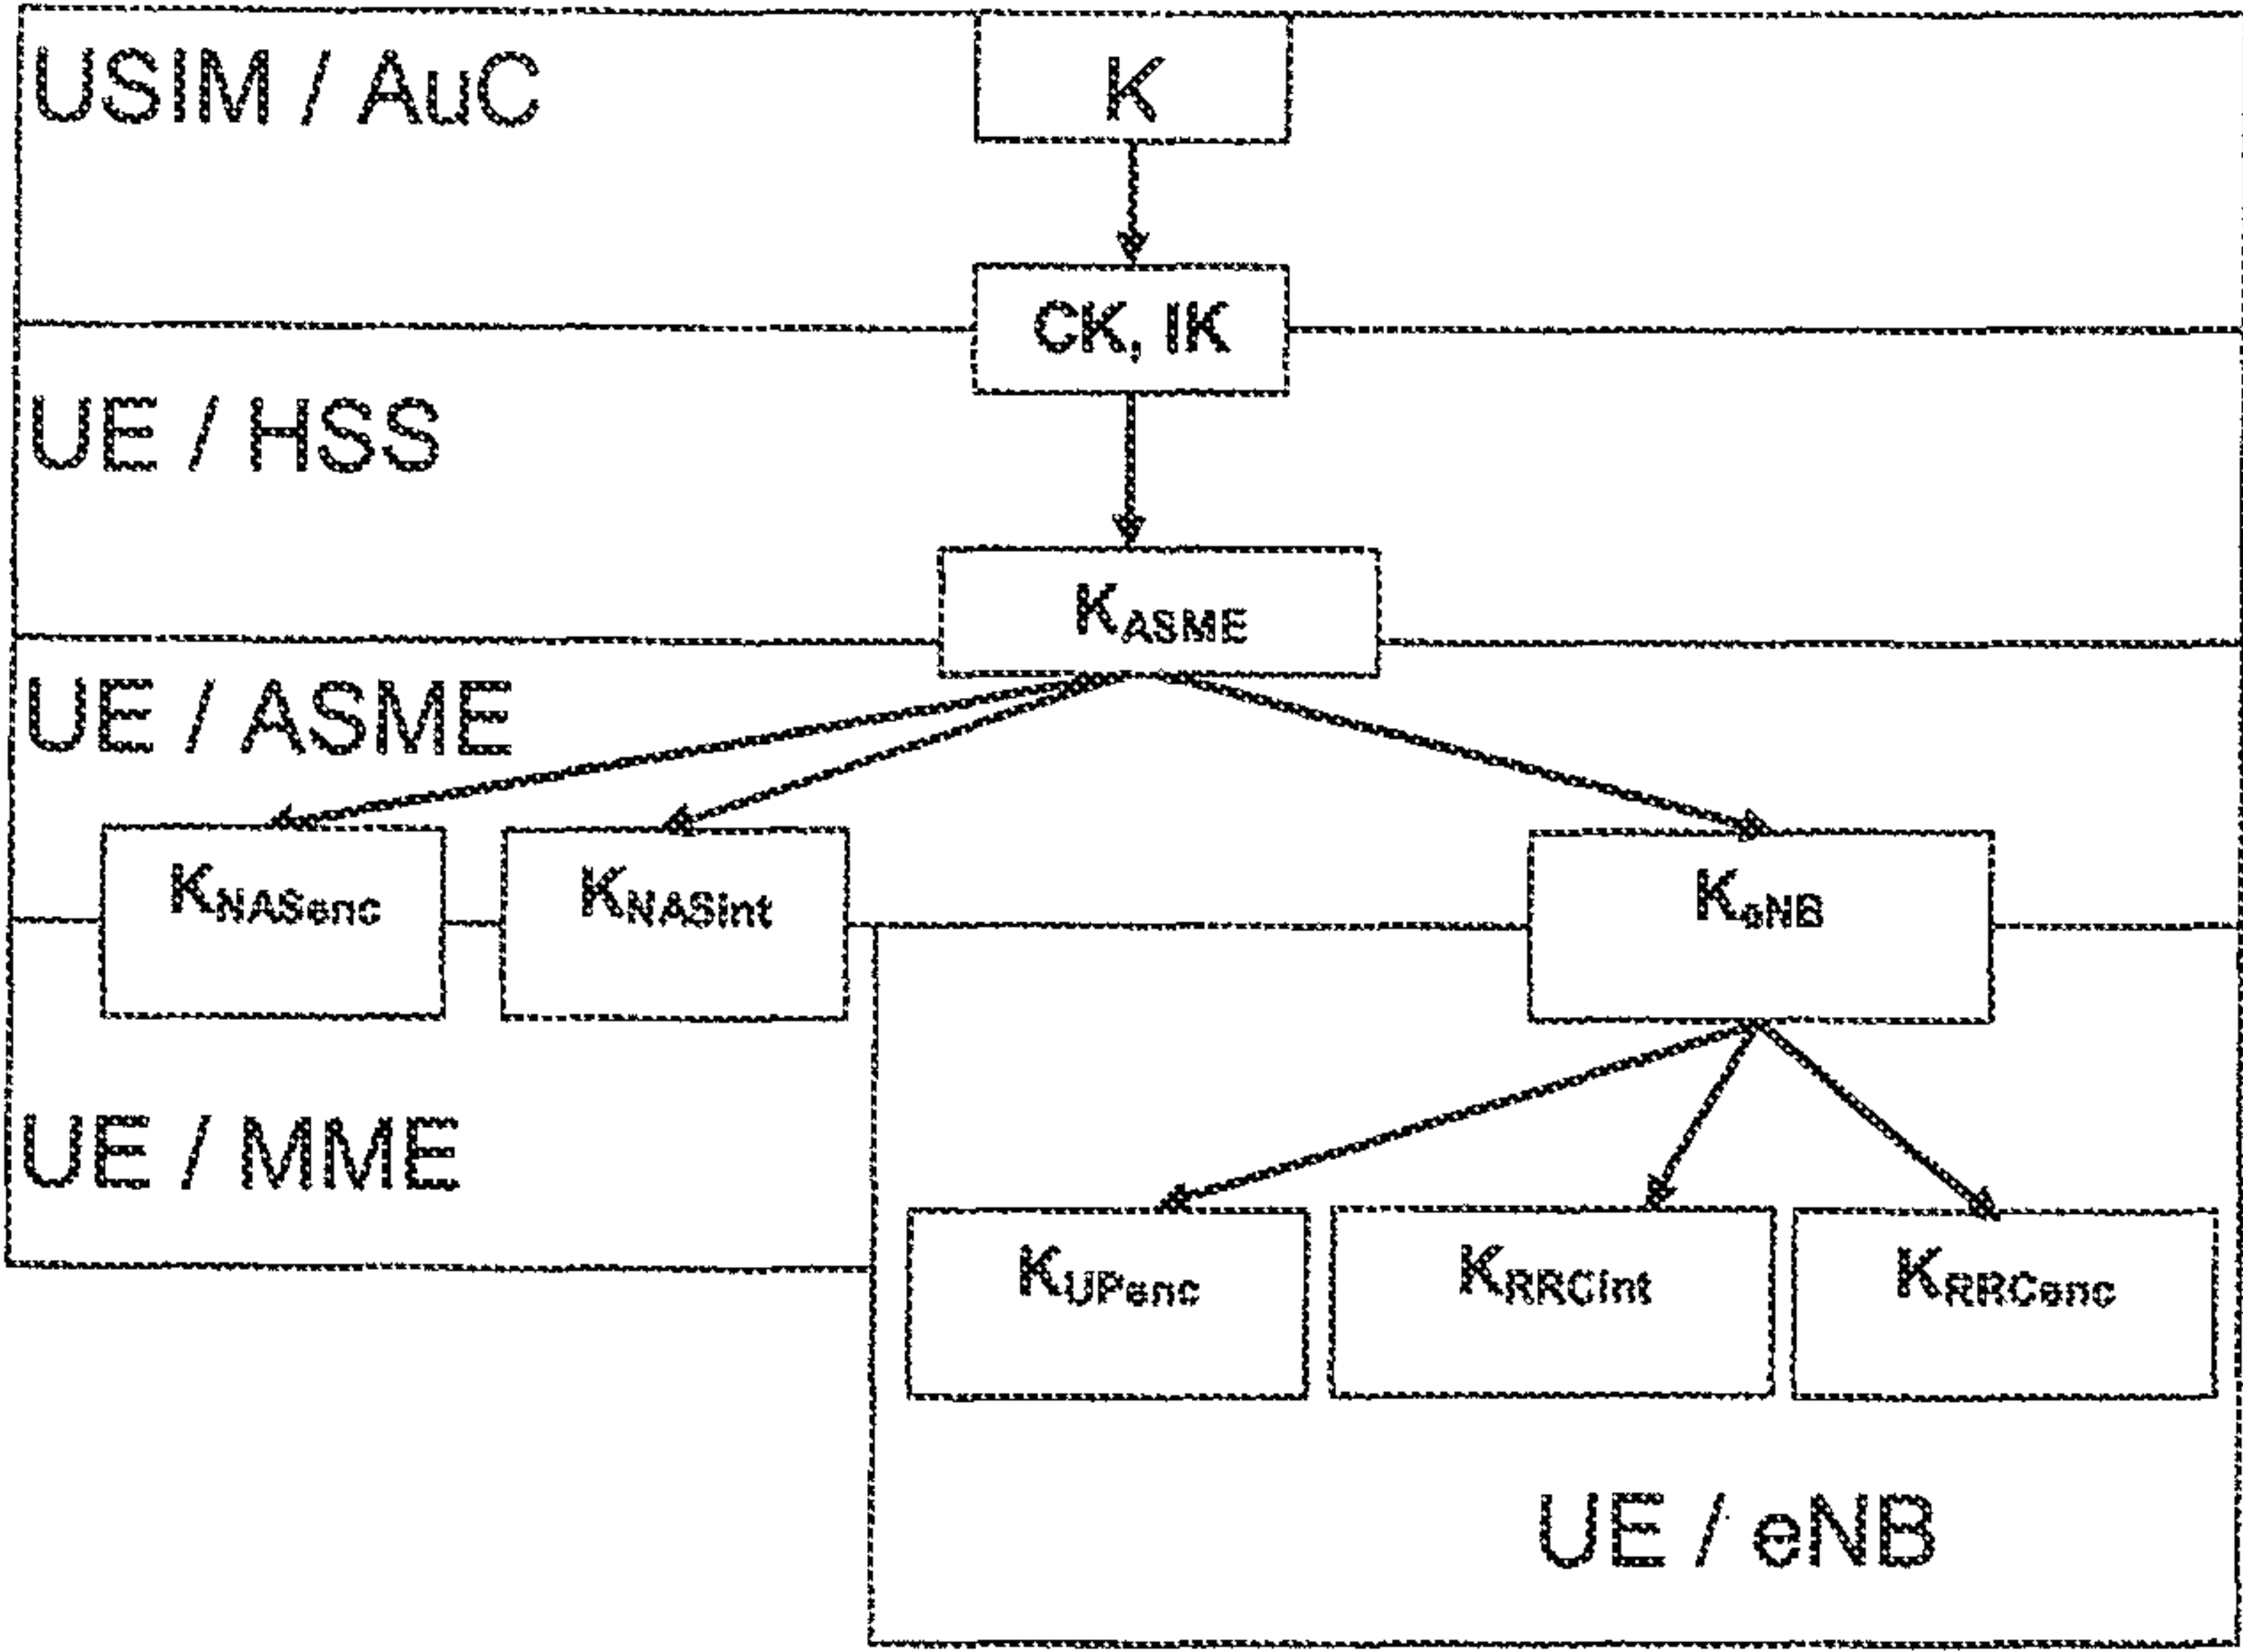 USIM / AuC
K
CK, IK
UE / HSS
KASME
UE / ASME
KNASenc
KNASint
KeNB
UE / MME
KUPenc
KRRCint
KRRCenc
UE / eNB